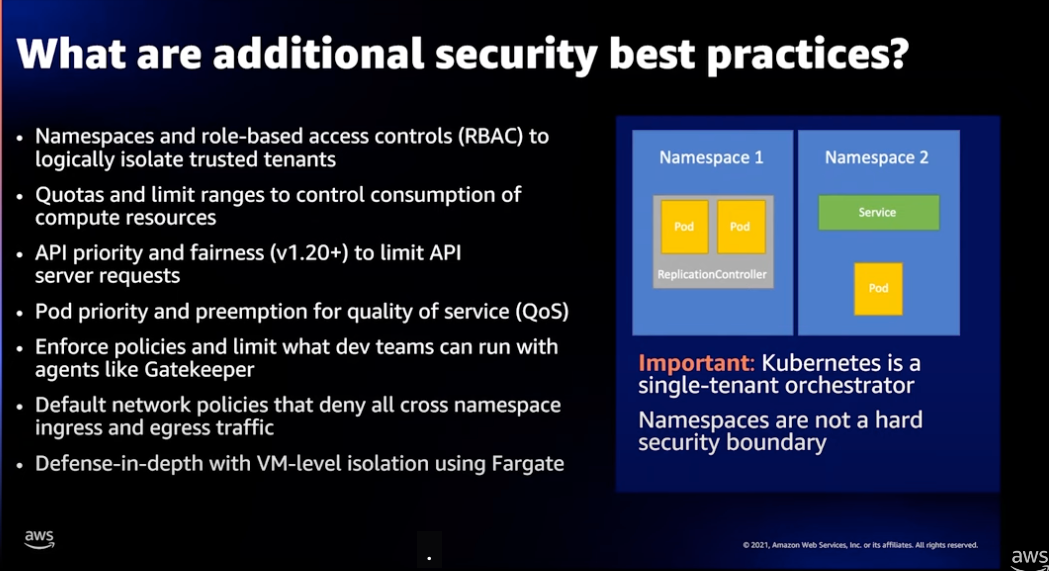 What are additional security best practices?
• Namespaces and role-based access controls (RBAC) to
logically isolate trusted tenants
• Quotas and limit ranges to control consumption of
compute resources
• API priority and fairness (v1.20+) to limit API
server requests
• Pod priority and preemption for quality of service (QoS)
• Enforce policies and limit what dev teams can run with
agents like Gatekeeper
• Default network policies that deny all cross namespace
ingress and egress traffic
• Defense-in-depth with VM-level isolation using Fargate
Namespace 1
Pod
Pod
ReplicationController
Namespace 2
Service
Pod
Important: Kubernetes is a
single-tenant orchestrator
Namespaces are not a hard
security boundary
aws
.
© 2021, Amazon Web Services, Inc. or its affiliates. All rights reserved.
aws